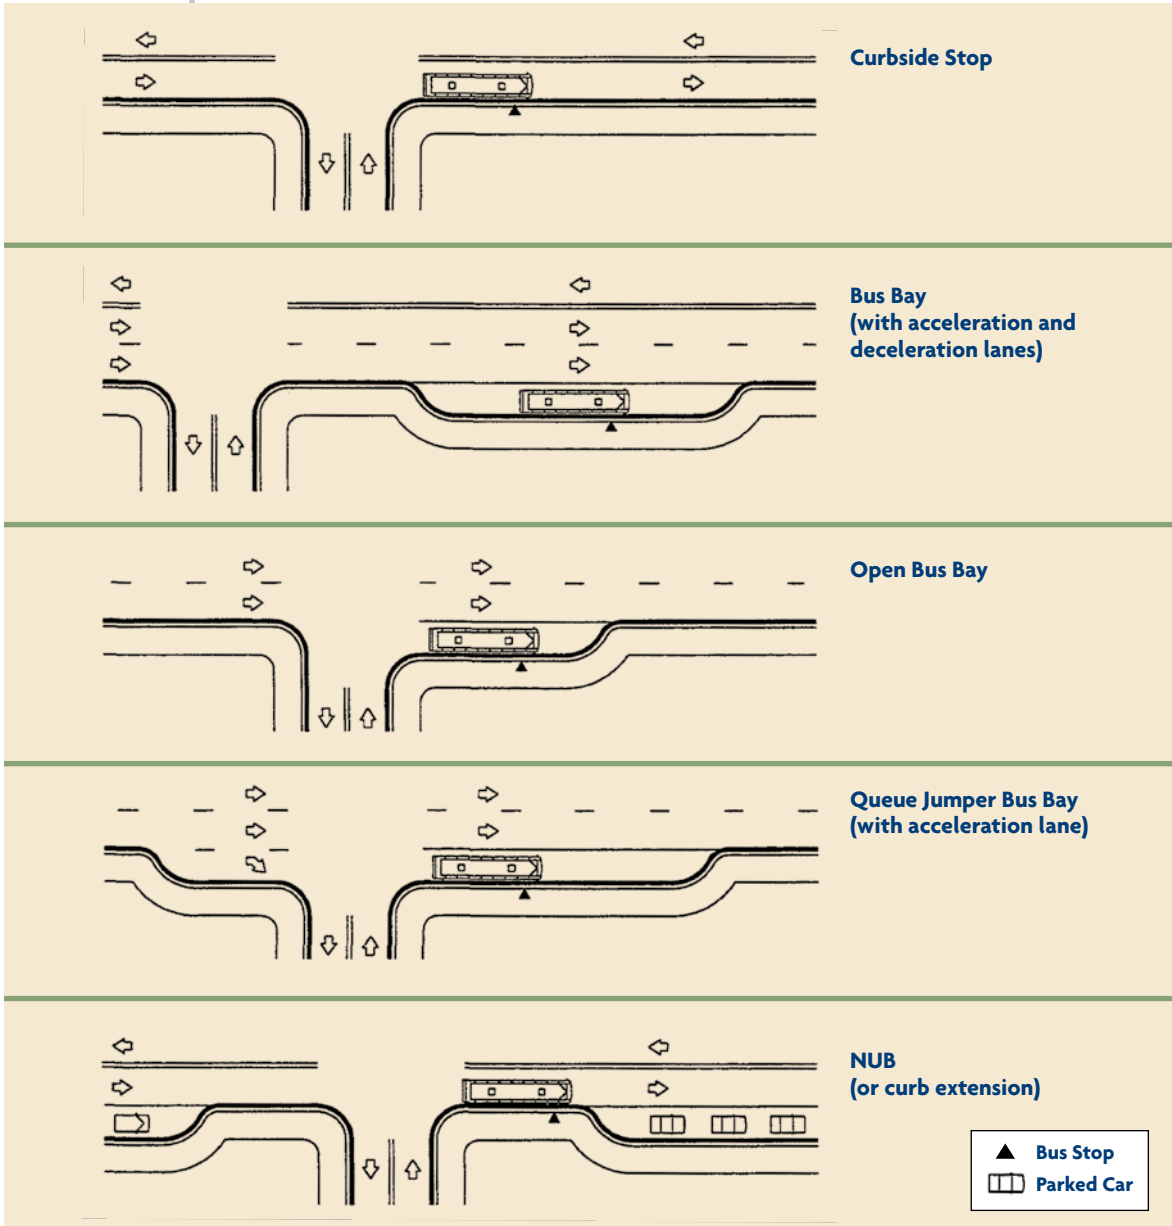 Curbside Stop
Bus Bay
(with acceleration and
deceleration lanes)
Open Bus Bay
Queue Jumper Bus Bay
(with acceleration lane)
NUB
(or curb extension)
Bus Stop
Parked Car